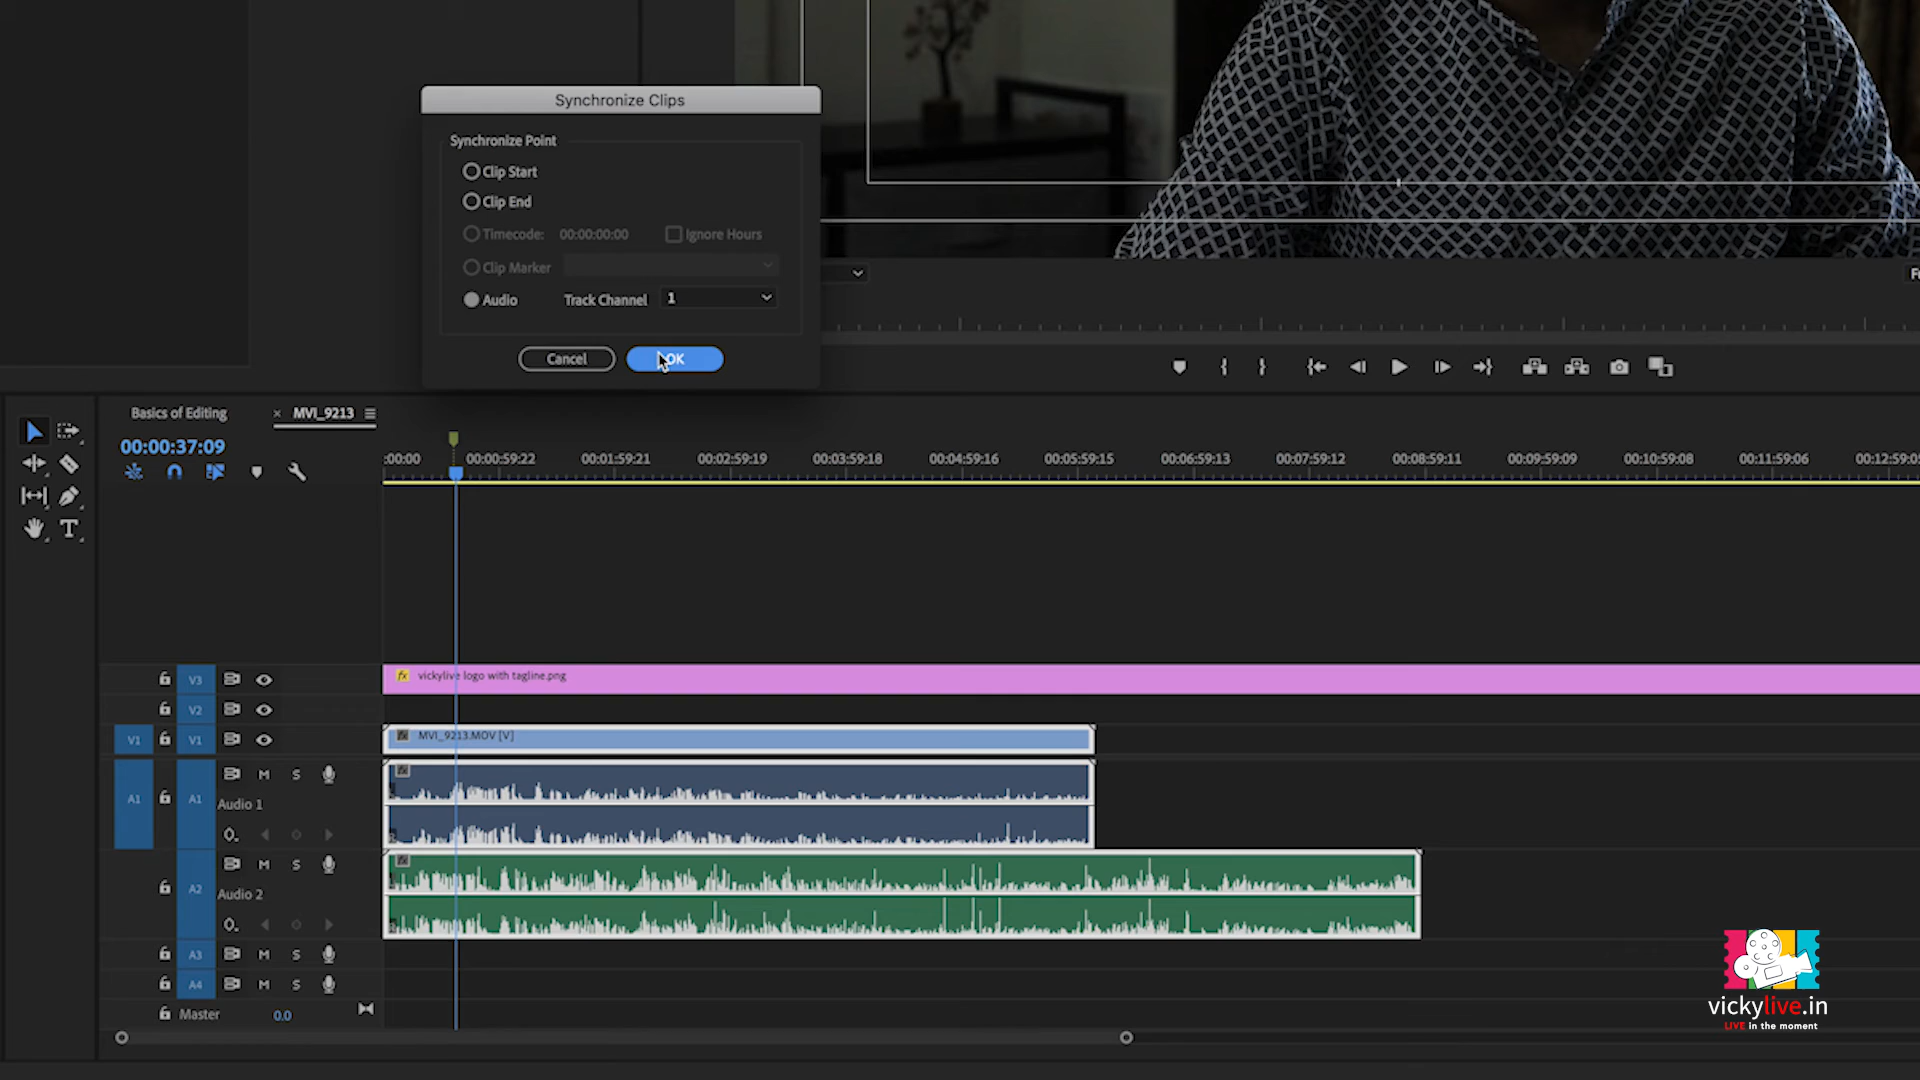 Synchronize Clips
Synchronize Point
Clip Start
Clip End
Timecode: 00:00:00:00 Ignore Hours
Clip Marker
Audio Track Channel 1
Cancel OK
Basics of Editing × MVI_9213
00:00:37:09
:00:00 00:00:59:22 00:01:59:21 00:02:59:19 00:03:59:18 00:04:59:16 00:05:59:15 00:06:59:13 00:07:59:12 00:08:59:11 00:09:59:09 00:10:59:08 00:11:59:06 00:12:59:05
V3 fx vickylive logo with tagline.png
V2
V1 V1 fx MVI_9213.MOV [V]
A1 A1 M S
Audio 1
A2 M S
Audio 2
A3 M S
A4 M S
Master 0.0
vickylive.in
LIVE in the moment